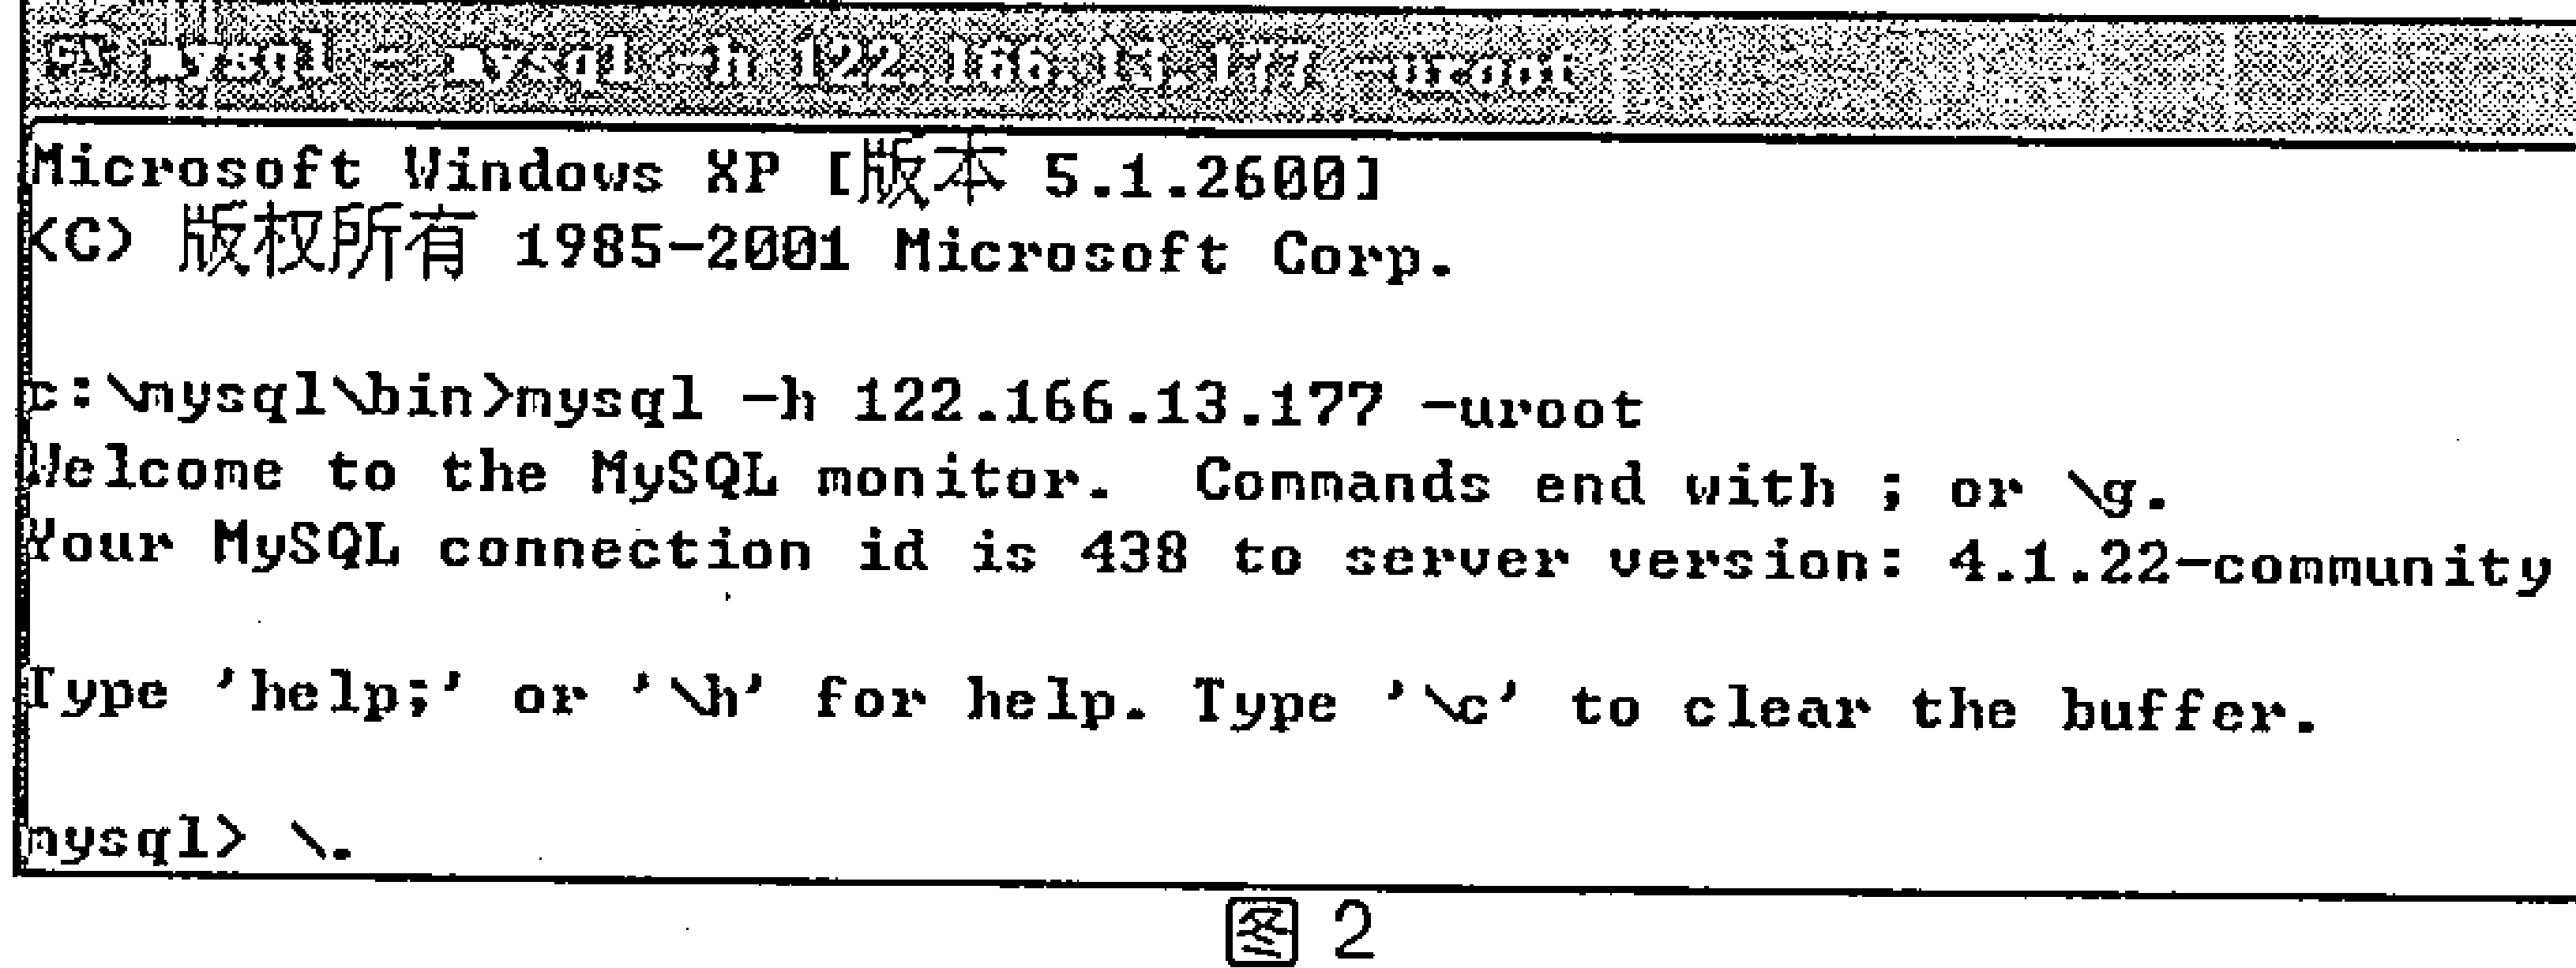 mysql - mysql -h 122.166.13.177 -uroot
Microsoft Windows XP [版本 5.1.2600]
(C) 版权所有 1985-2001 Microsoft Corp.
c:\mysql\bin>mysql -h 122.166.13.177 -uroot
Welcome to the MySQL monitor.  Commands end with ; or \g.
Your MySQL connection id is 438 to server version: 4.1.22-community
Type 'help;' or '\h' for help. Type '\c' to clear the buffer.
mysql> \.
图 2